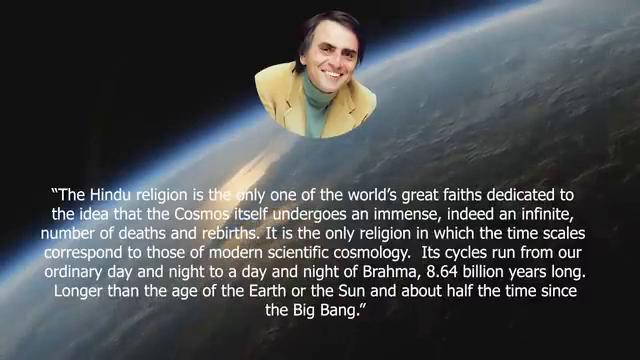 “The Hindu religion is the only one of the world’s great faiths dedicated to
the idea that the Cosmos itself undergoes an immense, indeed an infinite,
number of deaths and rebirths. It is the only religion in which the time scales
correspond to those of modern scientific cosmology.  Its cycles run from our
ordinary day and night to a day and night of Brahma, 8.64 billion years long.
Longer than the age of the Earth or the Sun and about half the time since
the Big Bang.”